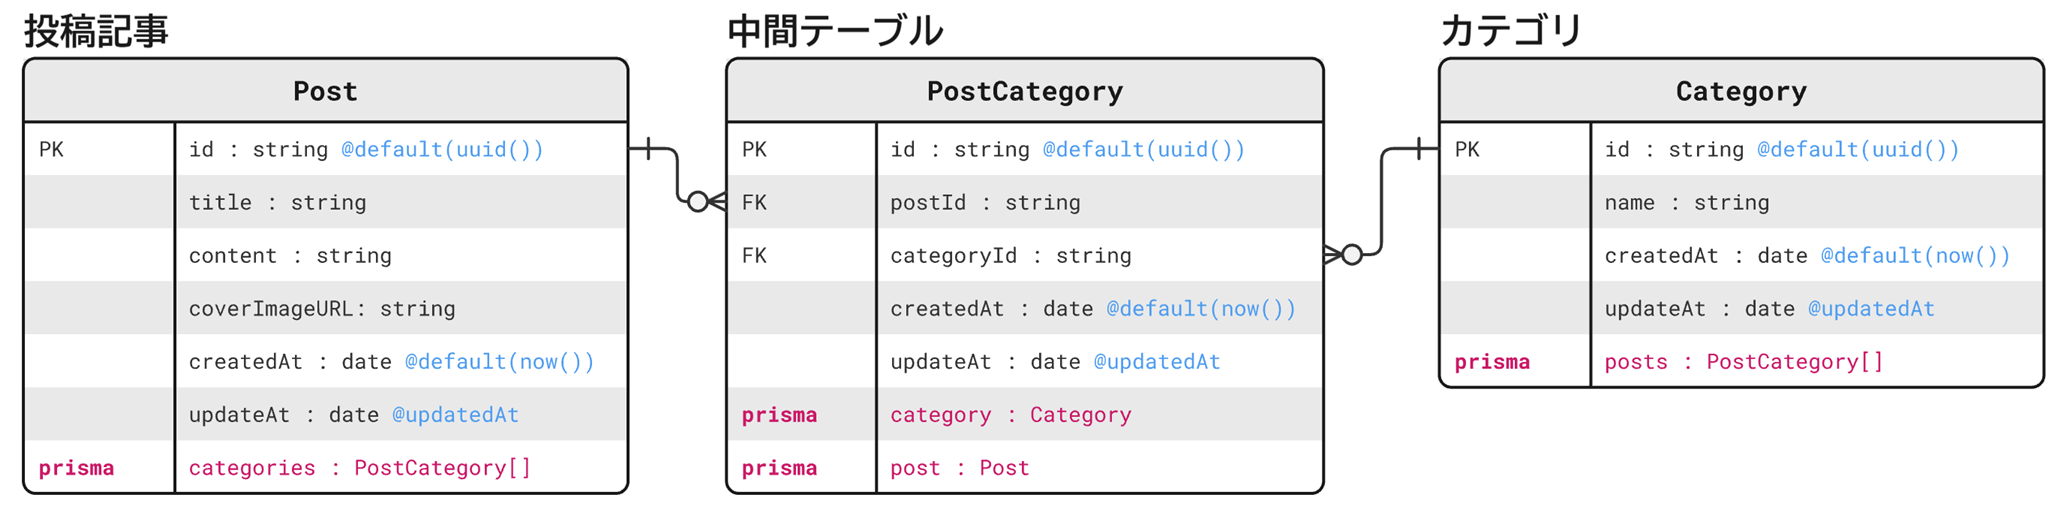 投稿記事
Post
PK id : string @default(uuid())
title : string
content : string
coverImageURL: string
createdAt : date @default(now())
updateAt : date @updatedAt
prisma categories : PostCategory[]
中間テーブル
PostCategory
PK id : string @default(uuid())
FK postId : string
FK categoryId : string
createdAt : date @default(now())
updateAt : date @updatedAt
prisma category : Category
prisma post : Post
カテゴリ
Category
PK id : string @default(uuid())
name : string
createdAt : date @default(now())
updateAt : date @updatedAt
prisma posts : PostCategory[]